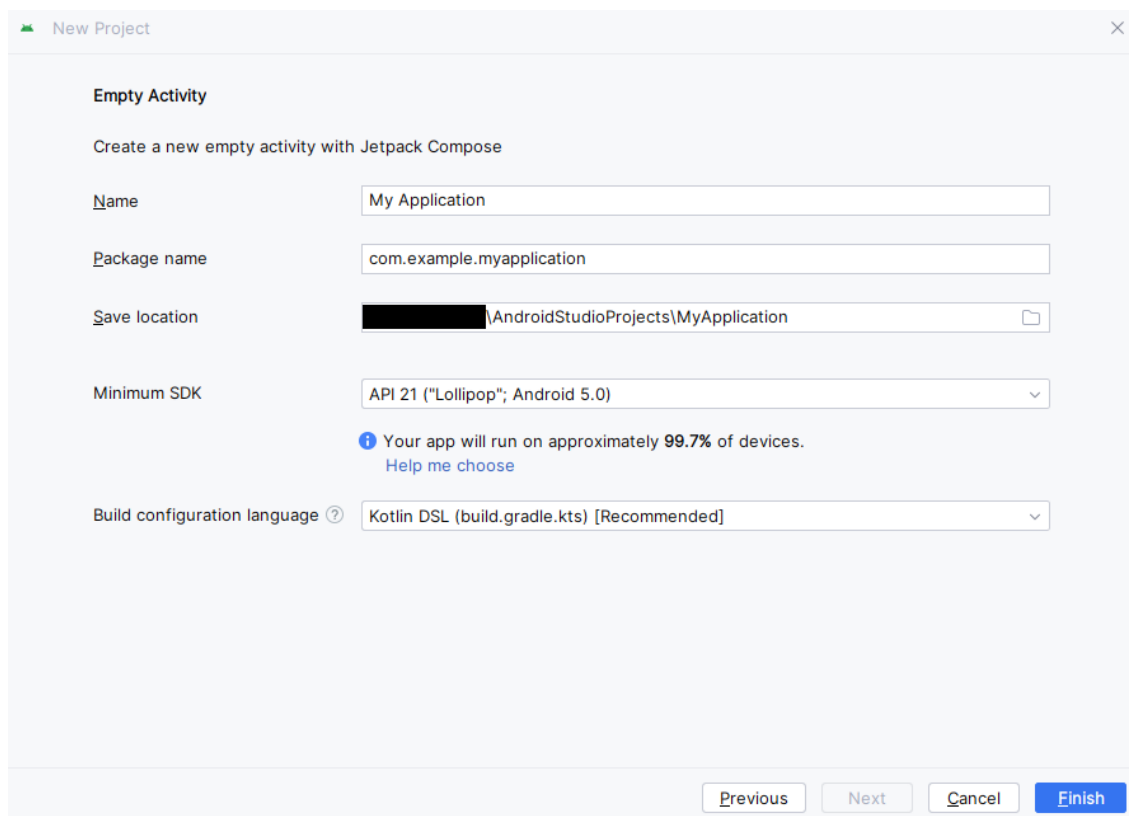 New Project
Empty Activity
Create a new empty activity with Jetpack Compose
Name My Application
Package name com.example.myapplication
Save location \AndroidStudioProjects\MyApplication
Minimum SDK API 21 ("Lollipop"; Android 5.0)
Your app will run on approximately 99.7% of devices.
Help me choose
Build configuration language ? Kotlin DSL (build.gradle.kts) [Recommended]
Previous Next Cancel Finish